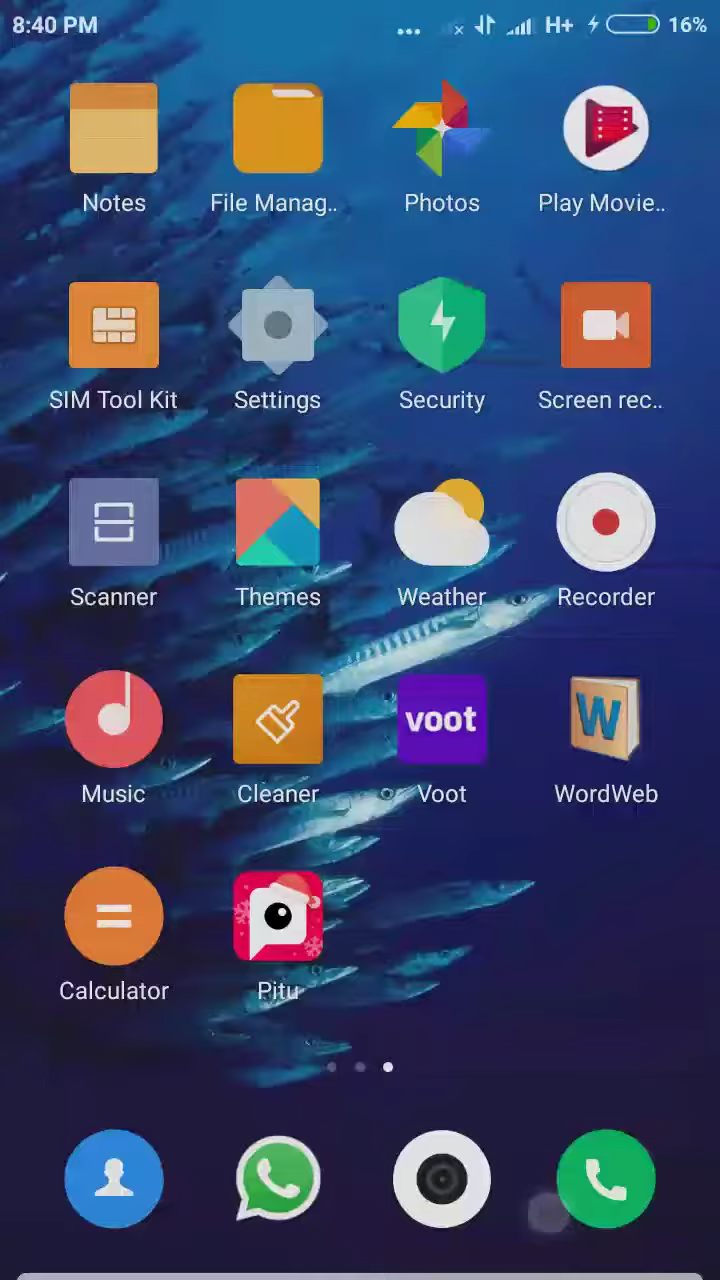 8:40 PM ... H+ 16%
Notes File Manag.. Photos Play Movie..
SIM Tool Kit Settings Security Screen rec..
Scanner Themes Weather Recorder
voot W
Music Cleaner Voot WordWeb
Calculator Pitu